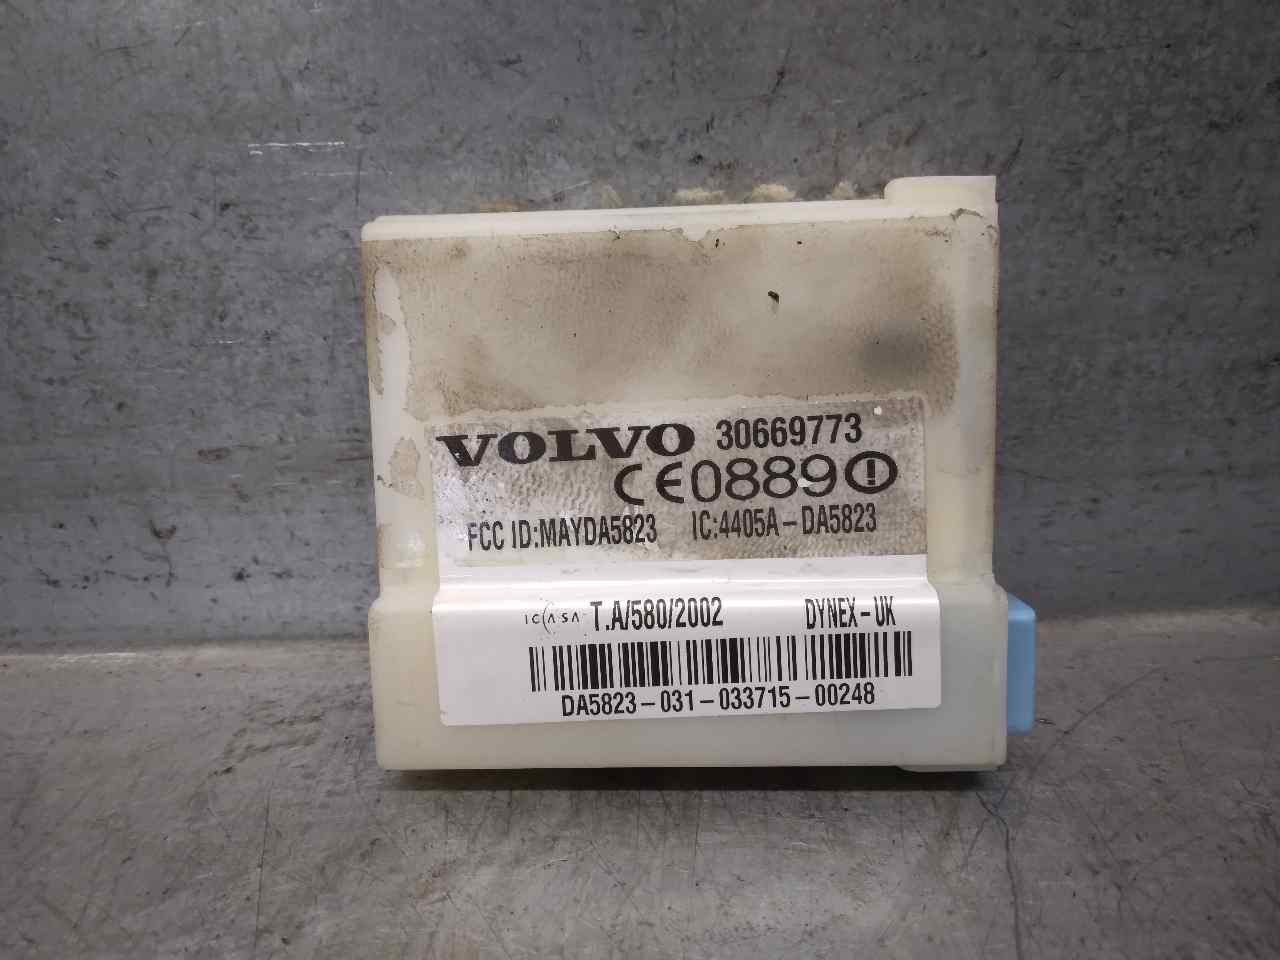 VOLVO 30669773
CE0889!
FCC ID:MAYDA5823 IC:4405A-DA5823
ICASA T.A/580/2002 DYNEX-UK
DA5823-031-033715-00248